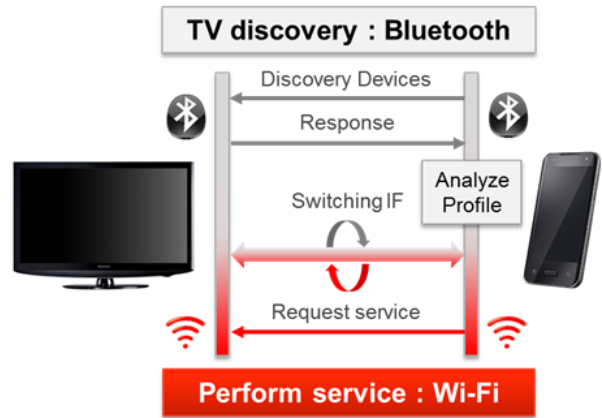 TV discovery : Bluetooth
Discovery Devices
Response
Analyze
Profile
Switching IF
Request service
Perform service : Wi-Fi